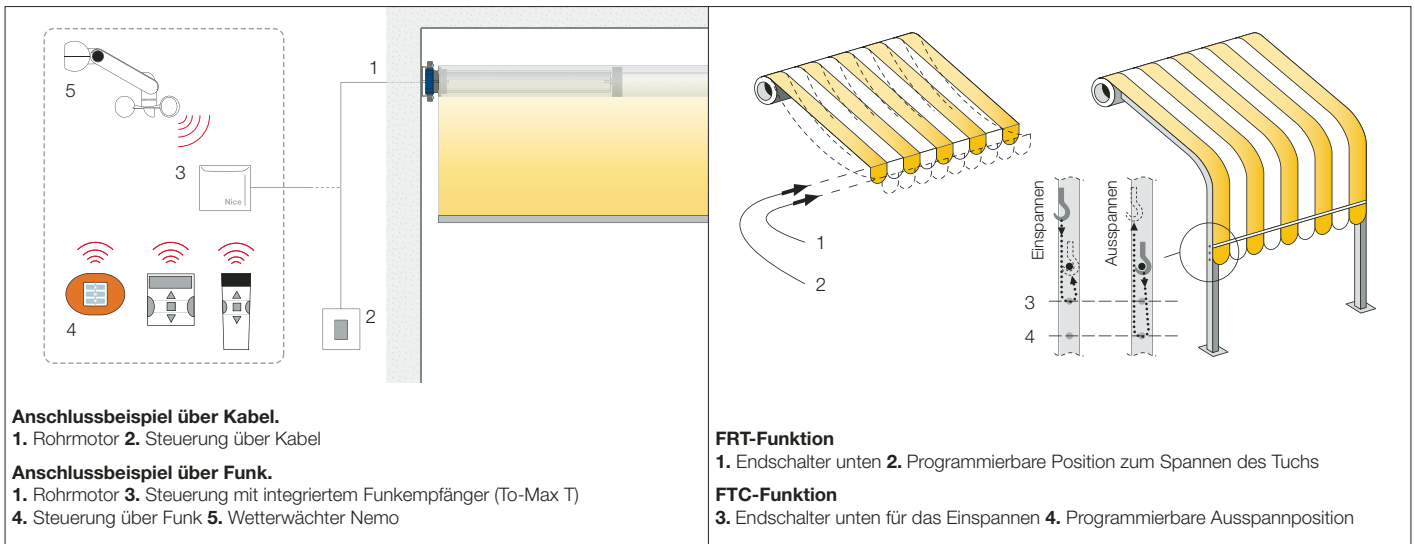 5
3
Nice
4
1
2
Anschlussbeispiel über Kabel.
1. Rohrmotor 2. Steuerung über Kabel
Anschlussbeispiel über Funk.
1. Rohrmotor 3. Steuerung mit integriertem Funkempfänger (To-Max T)
4. Steuerung über Funk 5. Wetterwächter Nemo
1
2
Einspannen
Ausspannen
3
4
FRT-Funktion
1. Endschalter unten 2. Programmierbare Position zum Spannen des Tuchs
FTC-Funktion
3. Endschalter unten für das Einspannen 4. Programmierbare Ausspannposition